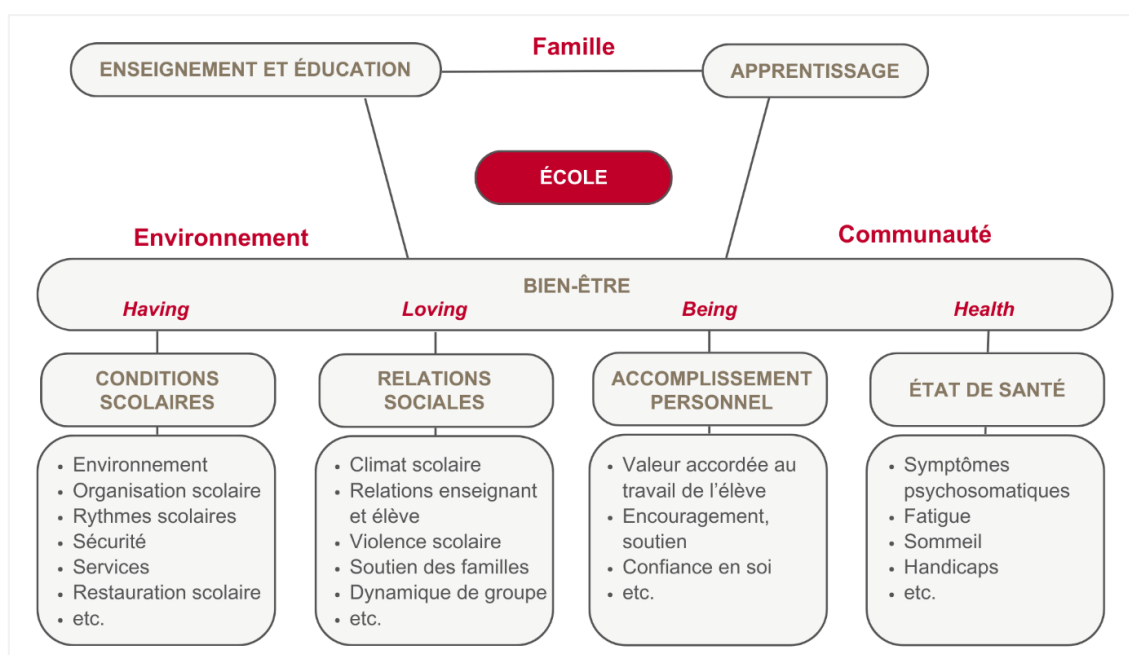 Famille
ENSEIGNEMENT ET ÉDUCATION
APPRENTISSAGE
ÉCOLE
Environnement
Communauté
BIEN-ÊTRE
Having
Loving
Being
Health
CONDITIONS
SCOLAIRES
• Environnement
• Organisation scolaire
• Rythmes scolaires
• Sécurité
• Services
• Restauration scolaire
• etc.
RELATIONS
SOCIALES
• Climat scolaire
• Relations enseignant
et élève
• Violence scolaire
• Soutien des familles
• Dynamique de groupe
• etc.
ACCOMPLISSEMENT
PERSONNEL
• Valeur accordée au
travail de l'élève
• Encouragement,
soutien
• Confiance en soi
• etc.
ÉTAT DE SANTÉ
• Symptômes
psychosomatiques
• Fatigue
• Sommeil
• Handicaps
• etc.